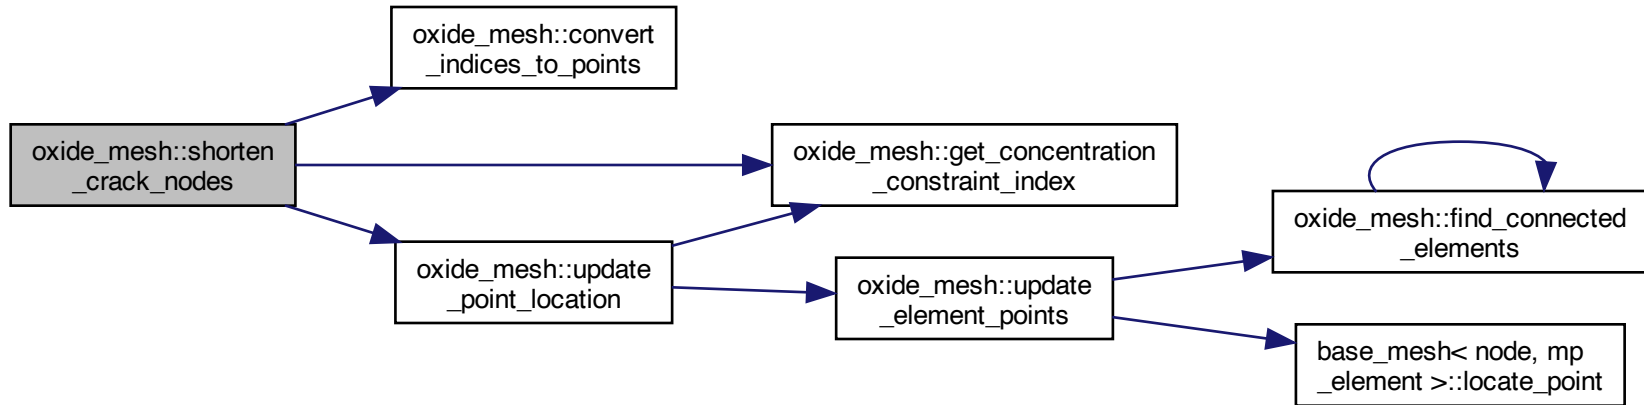 oxide_mesh::convert
_indices_to_points
oxide_mesh::shorten
_crack_nodes
oxide_mesh::get_concentration
_constraint_index
oxide_mesh::find_connected
_elements
oxide_mesh::update
_point_location
oxide_mesh::update
_element_points
base_mesh< node, mp
_element >::locate_point